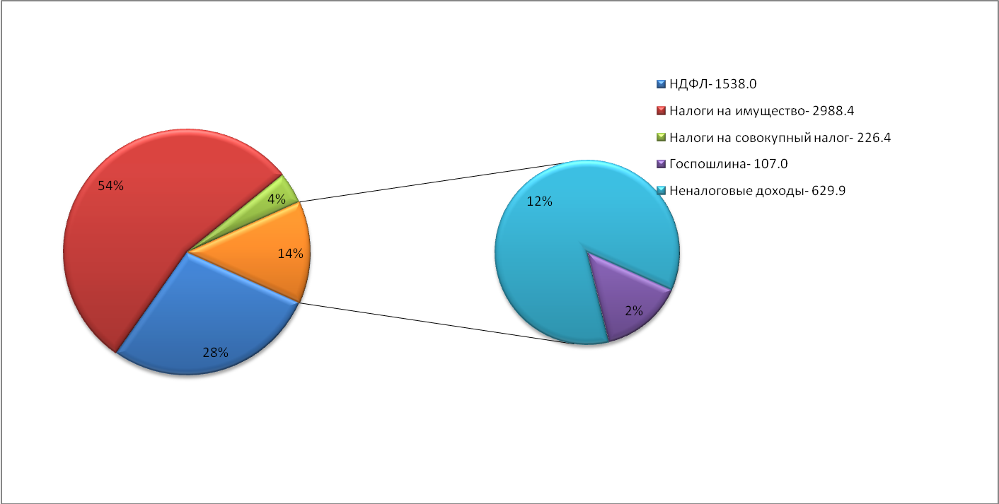 54%
4%
14%
28%
12%
2%
НДФЛ- 1538.0
Налоги на имущество- 2988.4
Налоги на совокупный налог- 226.4
Госпошлина- 107.0
Неналоговые доходы- 629.9